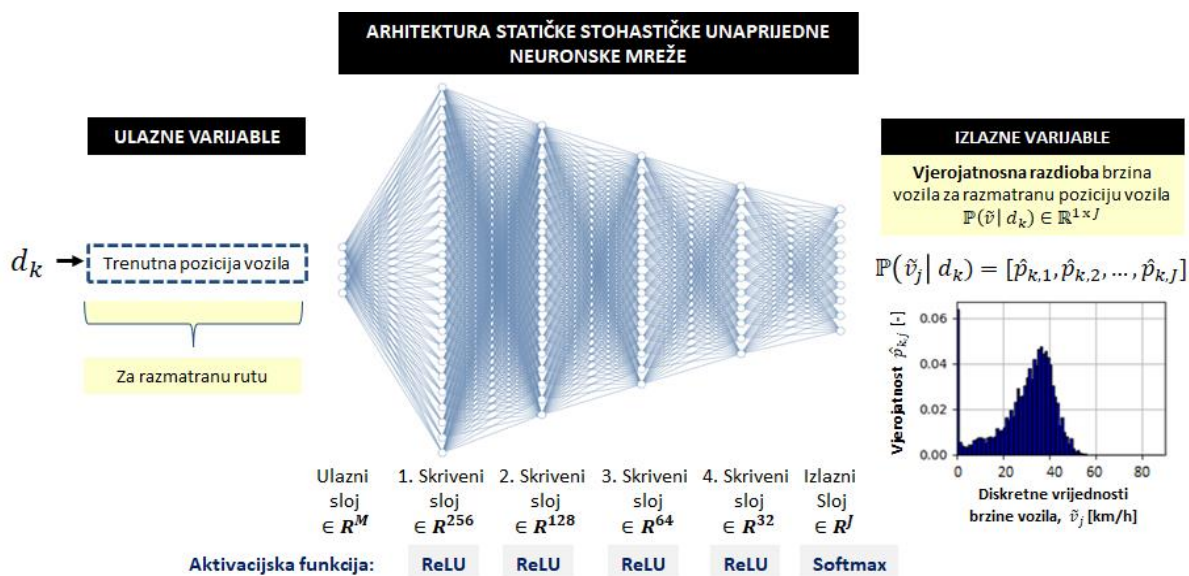 ARHITEKTURA STATIČKE STOHASTIČKE UNAPRIJEDNE
NEURONSKE MREŽE
ULAZNE VARIJABLE
d_k
Trenutna pozicija vozila
Za razmatranu rutu
IZLAZNE VARIJABLE
Vjerojatnosna razdioba brzina
vozila za razmatranu poziciju vozila
ℙ(ṽ| d_k) ∈ ℝ^{1 x J}
ℙ(ṽ_j| d_k) = [p̂_{k,1}, p̂_{k,2}, ..., p̂_{k,J}]
Vjerojatnost p̂_{k,j} [-]
0.06
0.04
0.02
0.00
0 20 40 60 80
Diskretne vrijednosti
brzine vozila, ṽ_j [km/h]
Ulazni sloj ∈ R^M
1. Skriveni sloj ∈ R^256
2. Skriveni sloj ∈ R^128
3. Skriveni sloj ∈ R^64
4. Skriveni sloj ∈ R^32
Izlazni Sloj ∈ R^J
Aktivacijska funkcija: ReLU ReLU ReLU ReLU Softmax